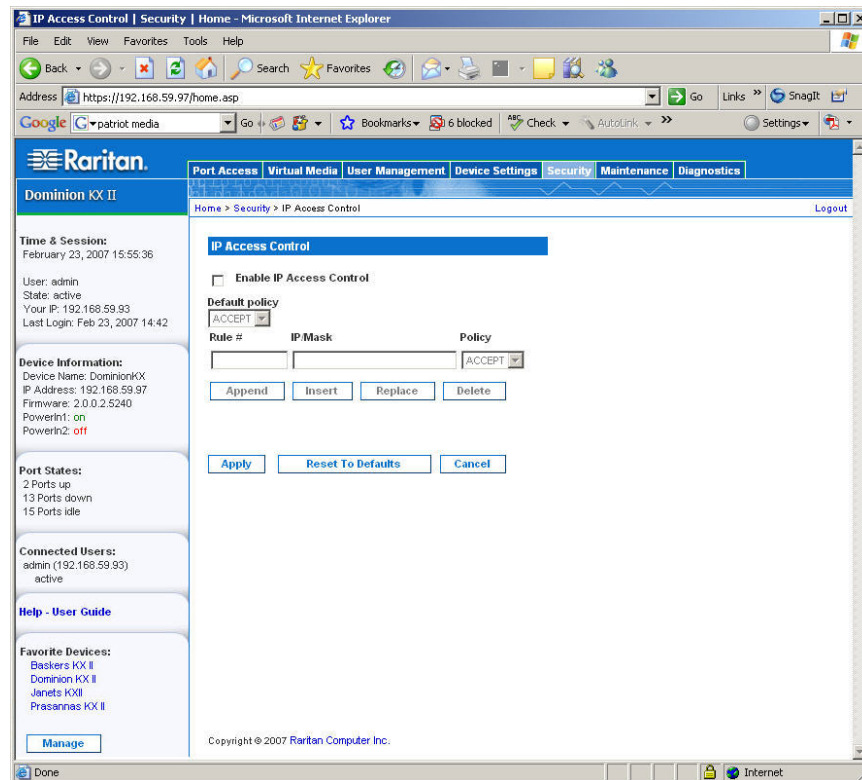 IP Access Control | Security | Home - Microsoft Internet Explorer
File Edit View Favorites Tools Help
Back Search Favorites
Address https://192.168.59.97/home.asp Go Links » SnagIt
Google G patriot media Go Bookmarks 6 blocked ABC Check AutoLink » Settings
Raritan.
Dominion KX II
Port Access Virtual Media User Management Device Settings Security Maintenance Diagnostics
Home > Security > IP Access Control Logout
Time & Session:
February 23, 2007 15:55:36
User: admin
State: active
Your IP: 192.168.59.93
Last Login: Feb 23, 2007 14:42
Device Information:
Device Name: DominionKX
IP Address: 192.168.59.97
Firmware: 2.0.0.2.5240
PowerIn1: on
PowerIn2: off
Port States:
2 Ports up
13 Ports down
15 Ports idle
Connected Users:
admin (192.168.59.93)
active
Help - User Guide
Favorite Devices:
Baskers KX II
Dominion KX II
Janets KXII
Prasannas KX II
Manage
IP Access Control
Enable IP Access Control
Default policy
ACCEPT
Rule # IP/Mask Policy
ACCEPT
Append Insert Replace Delete
Apply Reset To Defaults Cancel
Copyright © 2007 Raritan Computer Inc.
Done Internet